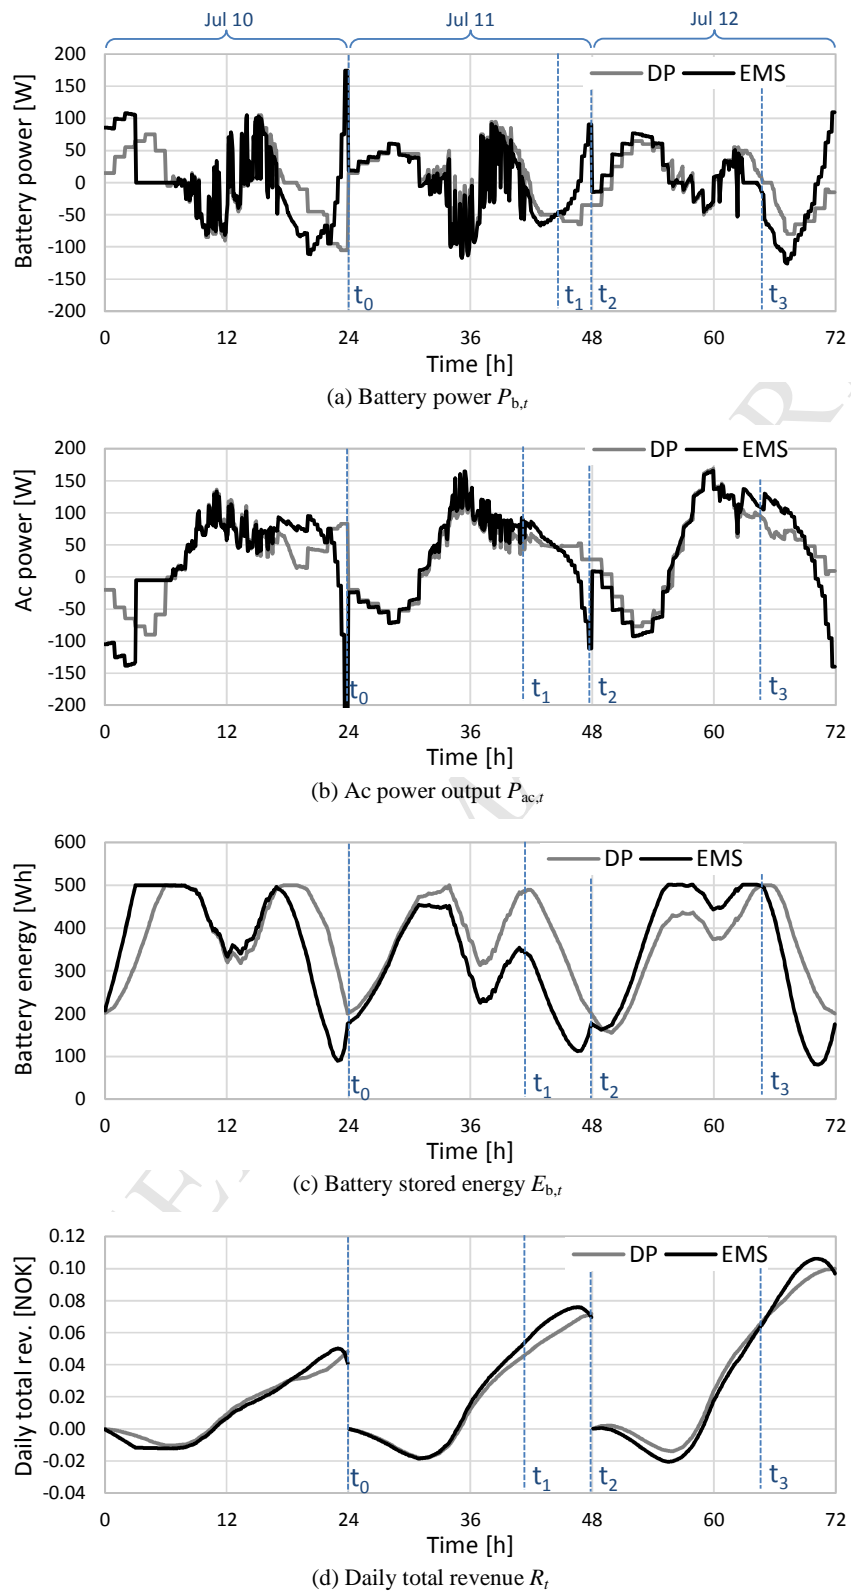 Jul 10 Jul 11 Jul 12
DP EMS
Battery power [W]
200
150
100
50
0
-50
-100
-150
-200
t0 t1 t2 t3
0 12 24 36 48 60 72
Time [h]
(a) Battery power Pb,t
DP EMS
Ac power [W]
200
150
100
50
0
-50
-100
-150
-200
t0 t1 t2 t3
0 12 24 36 48 60 72
Time [h]
(b) Ac power output Pac,t
DP EMS
Battery energy [Wh]
600
500
400
300
200
100
0
t0 t1 t2 t3
0 12 24 36 48 60 72
Time [h]
(c) Battery stored energy Eb,t
DP EMS
Daily total rev. [NOK]
0.12
0.10
0.08
0.06
0.04
0.02
0.00
-0.02
-0.04
t0 t1 t2 t3
0 12 24 36 48 60 72
Time [h]
(d) Daily total revenue Rt